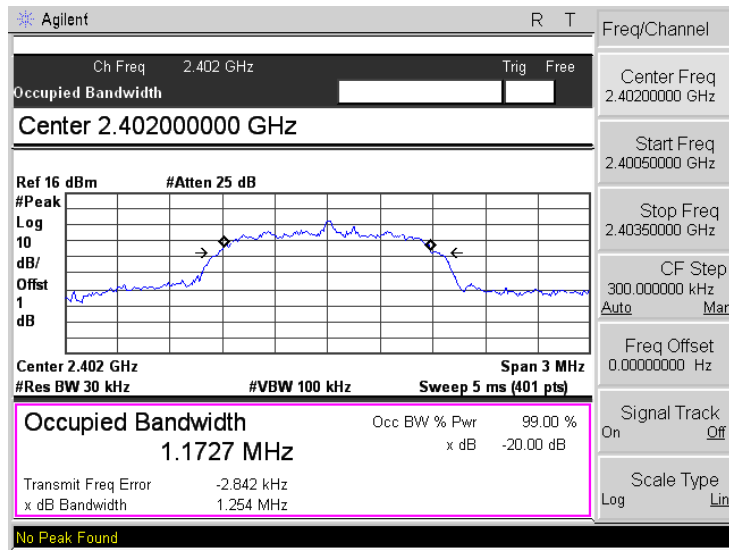 Agilent R T
Ch Freq 2.402 GHz Trig Free
Occupied Bandwidth
Center 2.402000000 GHz
Ref 16 dBm #Atten 25 dB
#Peak
Log
10
dB/
Offst
1
dB
Center 2.402 GHz Span 3 MHz
#Res BW 30 kHz #VBW 100 kHz Sweep 5 ms (401 pts)
Occupied Bandwidth Occ BW % Pwr 99.00 %
1.1727 MHz x dB -20.00 dB
Transmit Freq Error -2.842 kHz
x dB Bandwidth 1.254 MHz
No Peak Found
Freq/Channel
Center Freq
2.40200000 GHz
Start Freq
2.40050000 GHz
Stop Freq
2.40350000 GHz
CF Step
300.000000 kHz
Auto Man
Freq Offset
0.00000000 Hz
Signal Track
On Off
Scale Type
Log Lin